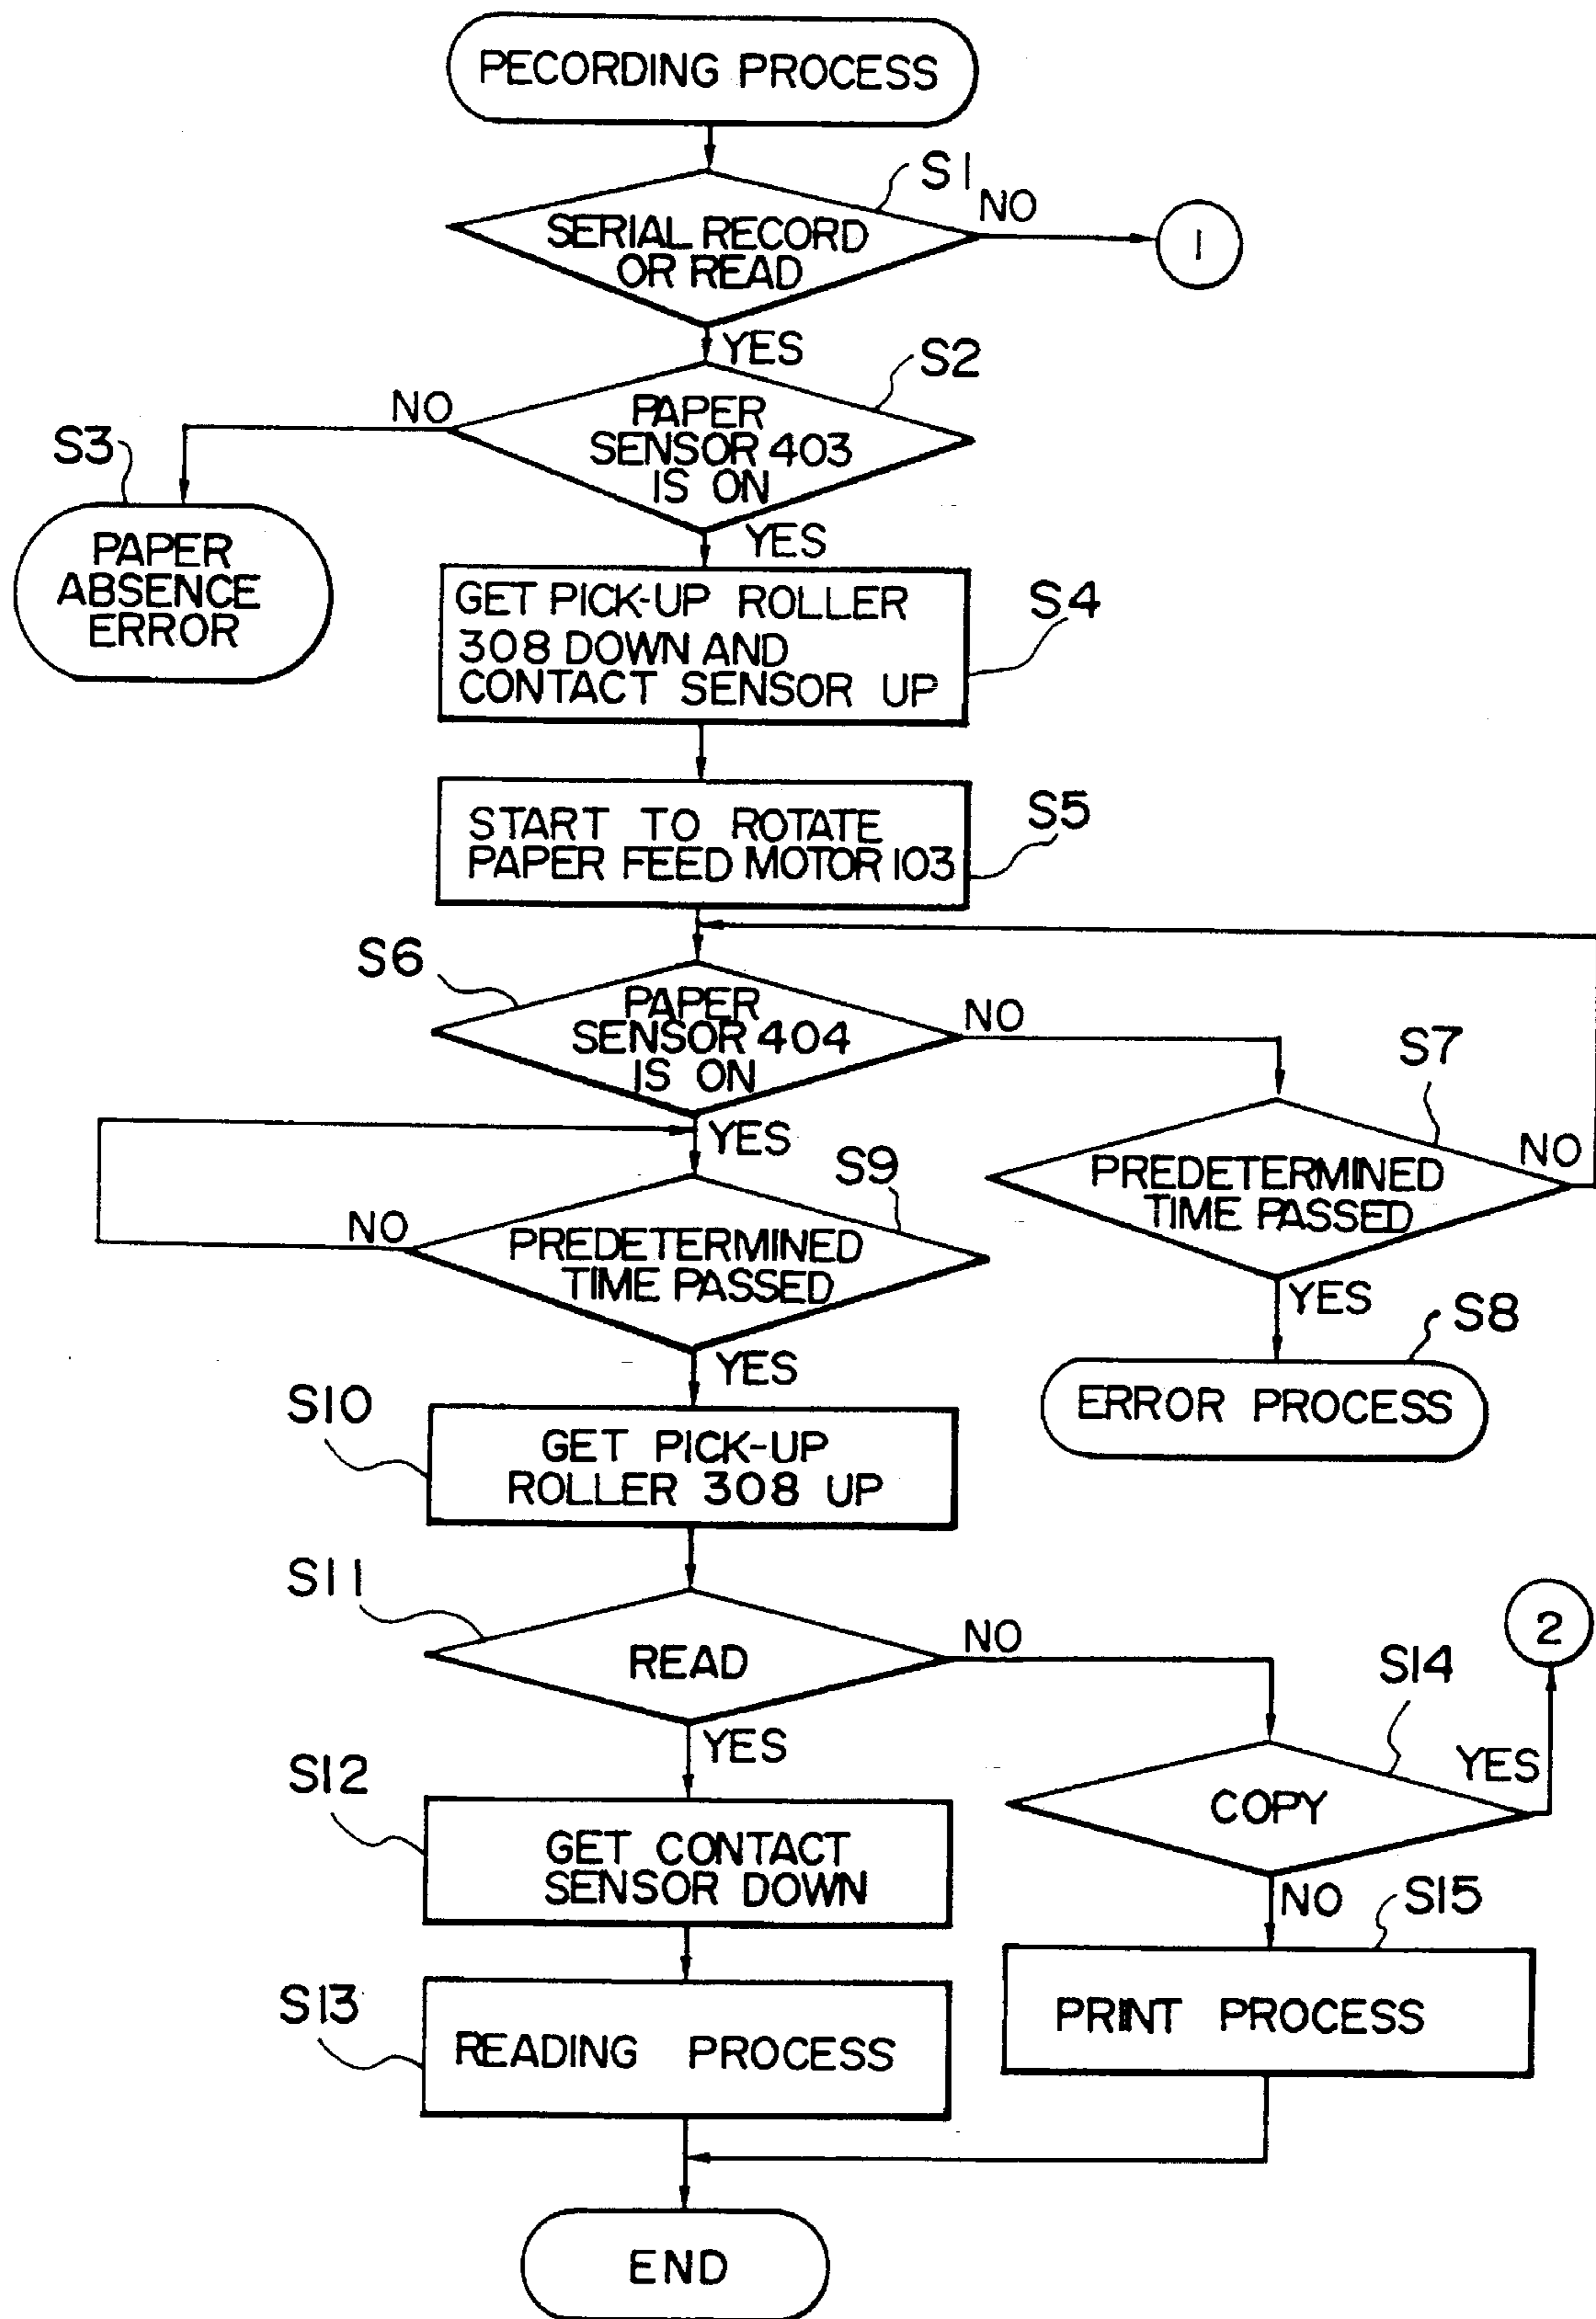 PECORDING PROCESS
S1
NO
1
SERIAL RECORD
OR READ
YES
S2
NO
PAPER
SENSOR 403
IS ON
S3
YES
PAPER
ABSENCE
ERROR
GET PICK-UP ROLLER
308 DOWN AND
CONTACT SENSOR UP
S4
START TO ROTATE
PAPER FEED MOTOR 103
S5
S6
PAPER
SENSOR 404
IS ON
NO
S7
YES
PREDETERMINED
TIME PASSED
NO
S9
NO
PREDETERMINED
TIME PASSED
YES
S8
ERROR PROCESS
YES
S10
GET PICK-UP
ROLLER 308 UP
S11
READ
NO
2
S14
YES
YES
COPY
S12
GET CONTACT
SENSOR DOWN
NO
S15
PRINT PROCESS
S13
READING PROCESS
END